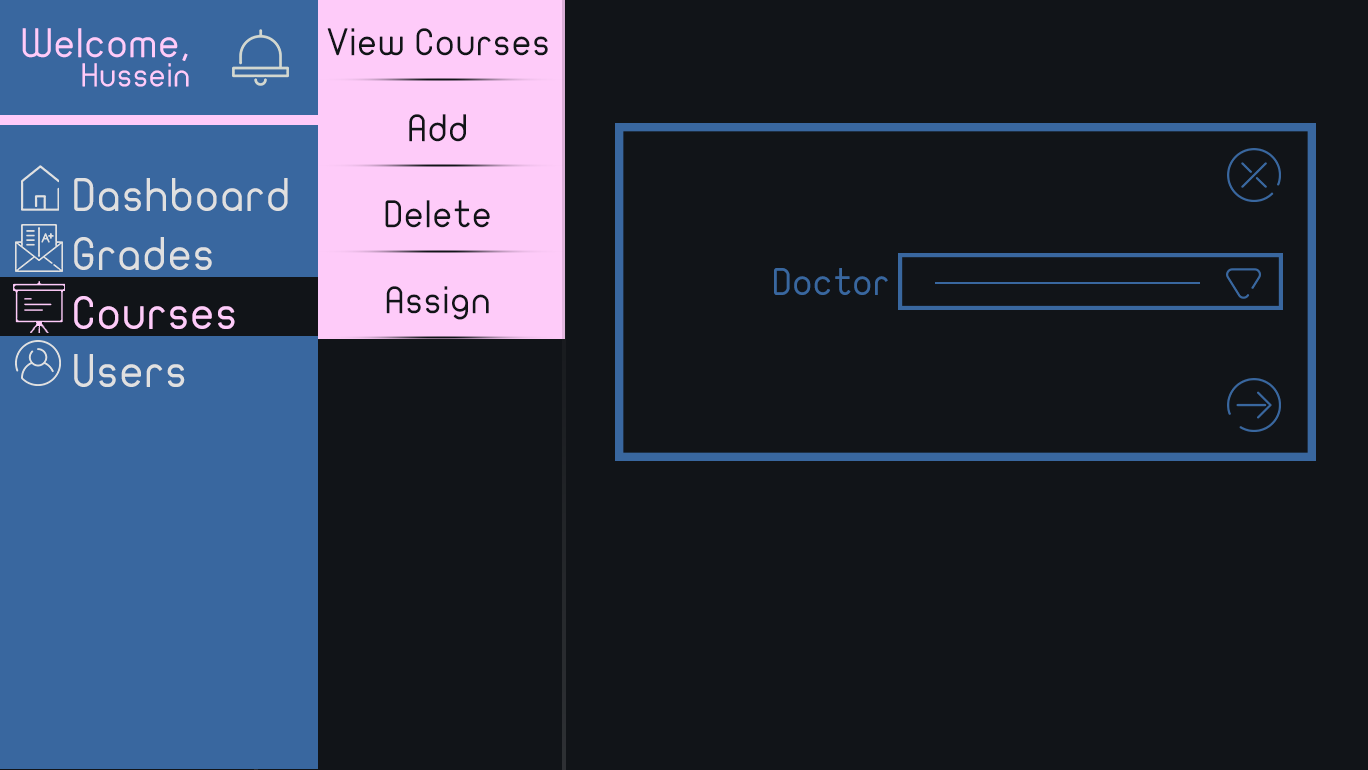 Welcome,
Hussein
Dashboard
Grades
A+
Courses
Users
View Courses
Add
Delete
Assign
Doctor